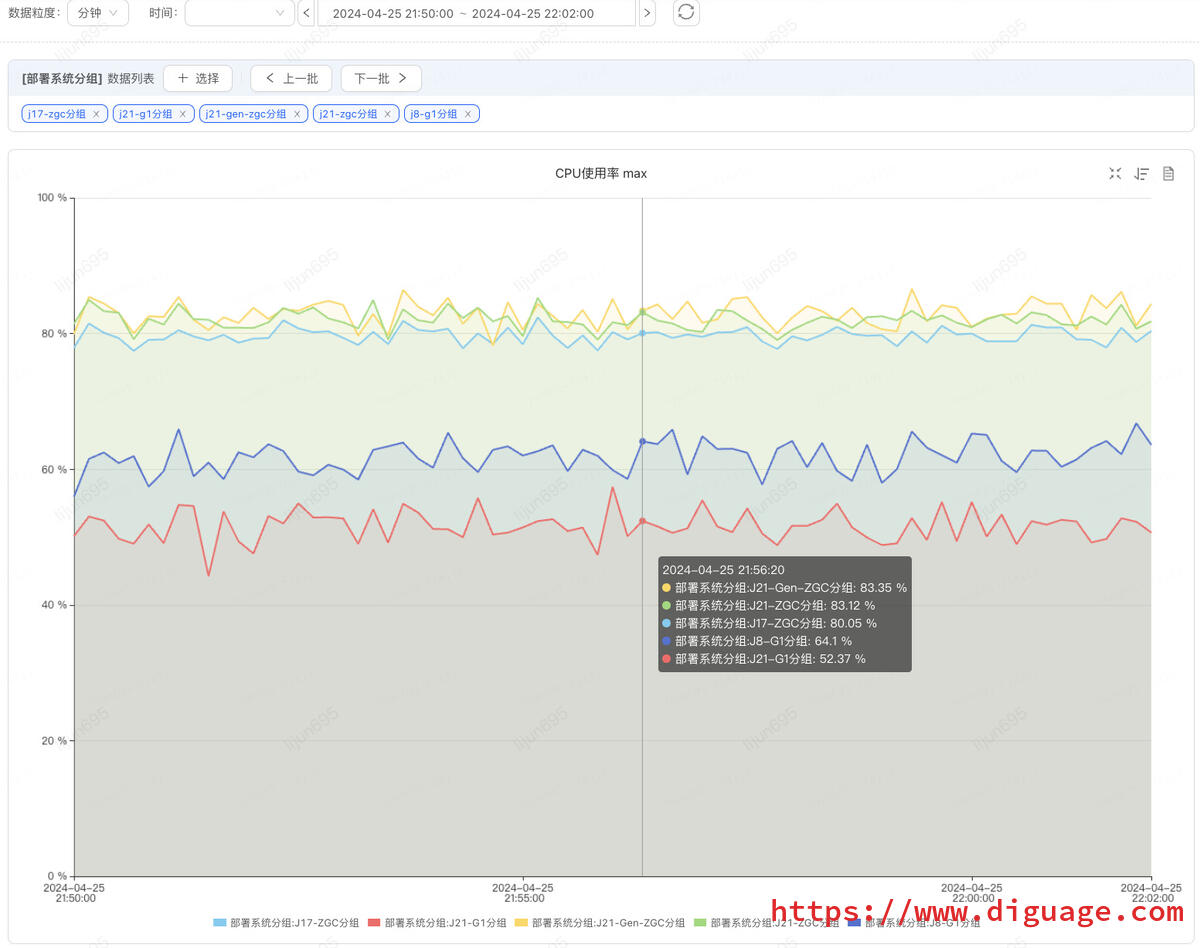 数据粒度: 分钟 时间: 2024-04-25 21:50:00 ~ 2024-04-25 22:02:00
[部署系统分组] 数据列表 + 选择 < 上一批 下一批 >
j17-zgc分组 × j21-g1分组 × j21-gen-zgc分组 × j21-zgc分组 × j8-g1分组 ×
CPU使用率 max
100 %
80 %
60 %
40 %
20 %
0 %
2024-04-25 21:56:20
部署系统分组:J21-Gen-ZGC分组: 83.35 %
部署系统分组:J21-ZGC分组: 83.12 %
部署系统分组:J17-ZGC分组: 80.05 %
部署系统分组:J8-G1分组: 64.1 %
部署系统分组:J21-G1分组: 52.37 %
2024-04-25 2024-04-25 2024-04-25 2024-04-25
21:50:00 21:55:00 22:00:00 22:02:00
部署系统分组:J17-ZGC分组 部署系统分组:J21-G1分组 部署系统分组:J21-Gen-ZGC分组 部署系统分组:J21-ZGC分组 部署系统分组:J8-G1分组
https://www.diguage.com
lijun695